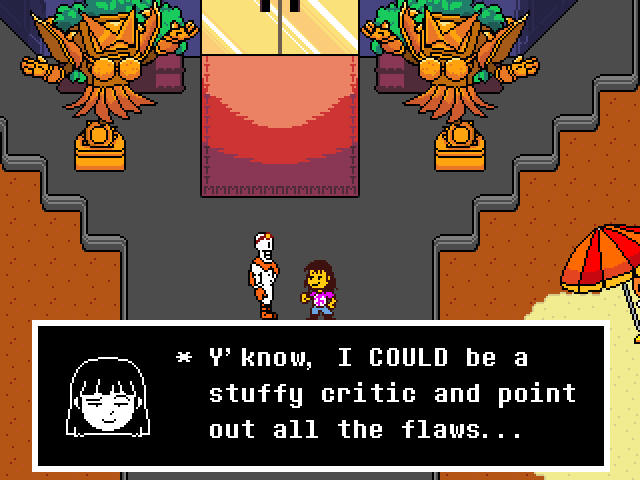 * Y'know, I COULD be a
stuffy critic and point
out all the flaws...